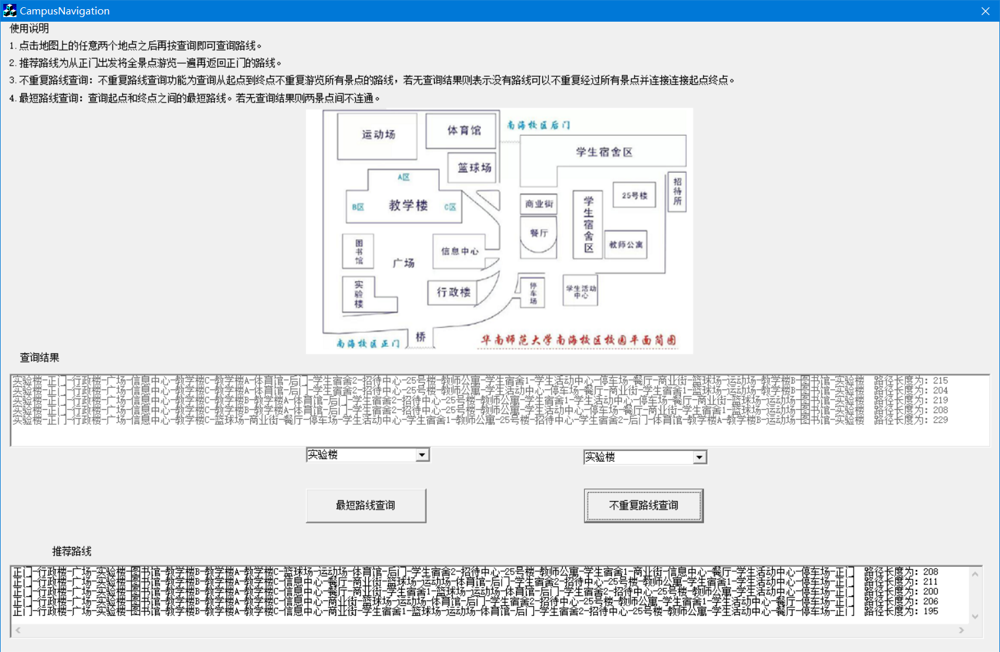 CampusNavigation
使用说明
1. 点击地图上的任意两个地点之后再按查询即可查询路线。
2. 推荐路线为从正门出发将全景点游览一遍再返回正门的路线。
3. 不重复路线查询: 不重复路线查询功能为查询从起点到终点不重复游览所有景点的路线，若无查询结果则表示没有路线可以不重复经过所有景点并连接连接起点终点。
4. 最短路线查询: 查询起点和终点之间的最短路线。若无查询结果则两景点间不连通。
运动场
体育馆
南海校区后门
学生宿舍区
篮球场
A区
教学楼
B区
C区
招待所
25号楼
商业街
学生宿舍区
餐厅
教师公寓
图书馆
信息中心
广场
实验楼
行政楼
停车场
学生活动中心
桥
南海校区正门
华南师范大学南海校区校园平面简图
查询结果
实验楼-正门-行政楼-广场-信息中心-教学楼C-教学楼A-体育馆-后门-学生宿舍2-招待中心-25号楼-教师公寓-学生宿舍1-学生活动中心-停车场-餐厅-商业街-篮球场-运动场-教学楼B-图书馆-实验楼 路径长度为: 215
实验楼-正门-行政楼-广场-信息中心-教学楼C-教学楼A-体育馆-后门-学生宿舍2-招待中心-25号楼-教师公寓-学生活动中心-停车场-餐厅-商业街-学生宿舍1-篮球场-运动场-教学楼B-图书馆-实验楼 路径长度为: 204
实验楼-正门-行政楼-广场-信息中心-教学楼C-教学楼B-教学楼A-体育馆-后门-学生宿舍2-招待中心-25号楼-教师公寓-学生宿舍1-学生活动中心-停车场-餐厅-商业街-篮球场-运动场-图书馆-实验楼 路径长度为: 219
实验楼-正门-行政楼-广场-信息中心-教学楼C-教学楼B-教学楼A-体育馆-后门-学生宿舍2-招待中心-25号楼-教师公寓-学生活动中心-停车场-餐厅-商业街-学生宿舍1-篮球场-运动场-图书馆-实验楼 路径长度为: 208
实验楼-正门-行政楼-广场-信息中心-教学楼C-篮球场-商业街-餐厅-停车场-学生活动中心-学生宿舍1-教师公寓-25号楼-招待中心-学生宿舍2-后门-体育馆-教学楼A-教学楼B-运动场-图书馆-实验楼 路径长度为: 229
实验楼
实验楼
最短路线查询
不重复路线查询
推荐路线
正门-行政楼-广场-实验楼-图书馆-教学楼B-教学楼A-教学楼C-篮球场-运动场-体育馆-后门-学生宿舍2-招待中心-25号楼-教师公寓-学生宿舍1-商业街-信息中心-餐厅-学生活动中心-停车场-正门 路径长度为: 208
正门-行政楼-广场-实验楼-图书馆-教学楼B-教学楼A-教学楼C-信息中心-餐厅-商业街-篮球场-运动场-体育馆-后门-学生宿舍2-招待中心-25号楼-教师公寓-学生宿舍1-学生活动中心-停车场-正门 路径长度为: 211
正门-行政楼-广场-实验楼-图书馆-教学楼B-教学楼A-教学楼C-信息中心-餐厅-商业街-学生宿舍1-篮球场-运动场-体育馆-后门-学生宿舍2-招待中心-25号楼-教师公寓-学生活动中心-停车场-正门 路径长度为: 200
正门-行政楼-广场-实验楼-图书馆-教学楼B-教学楼A-教学楼C-信息中心-商业街-篮球场-运动场-体育馆-后门-学生宿舍2-招待中心-25号楼-教师公寓-学生宿舍1-学生活动中心-餐厅-停车场-正门 路径长度为: 206
正门-行政楼-广场-实验楼-图书馆-教学楼B-教学楼A-教学楼C-信息中心-商业街-学生宿舍1-篮球场-运动场-体育馆-后门-学生宿舍2-招待中心-25号楼-教师公寓-学生活动中心-餐厅-停车场-正门 路径长度为: 195